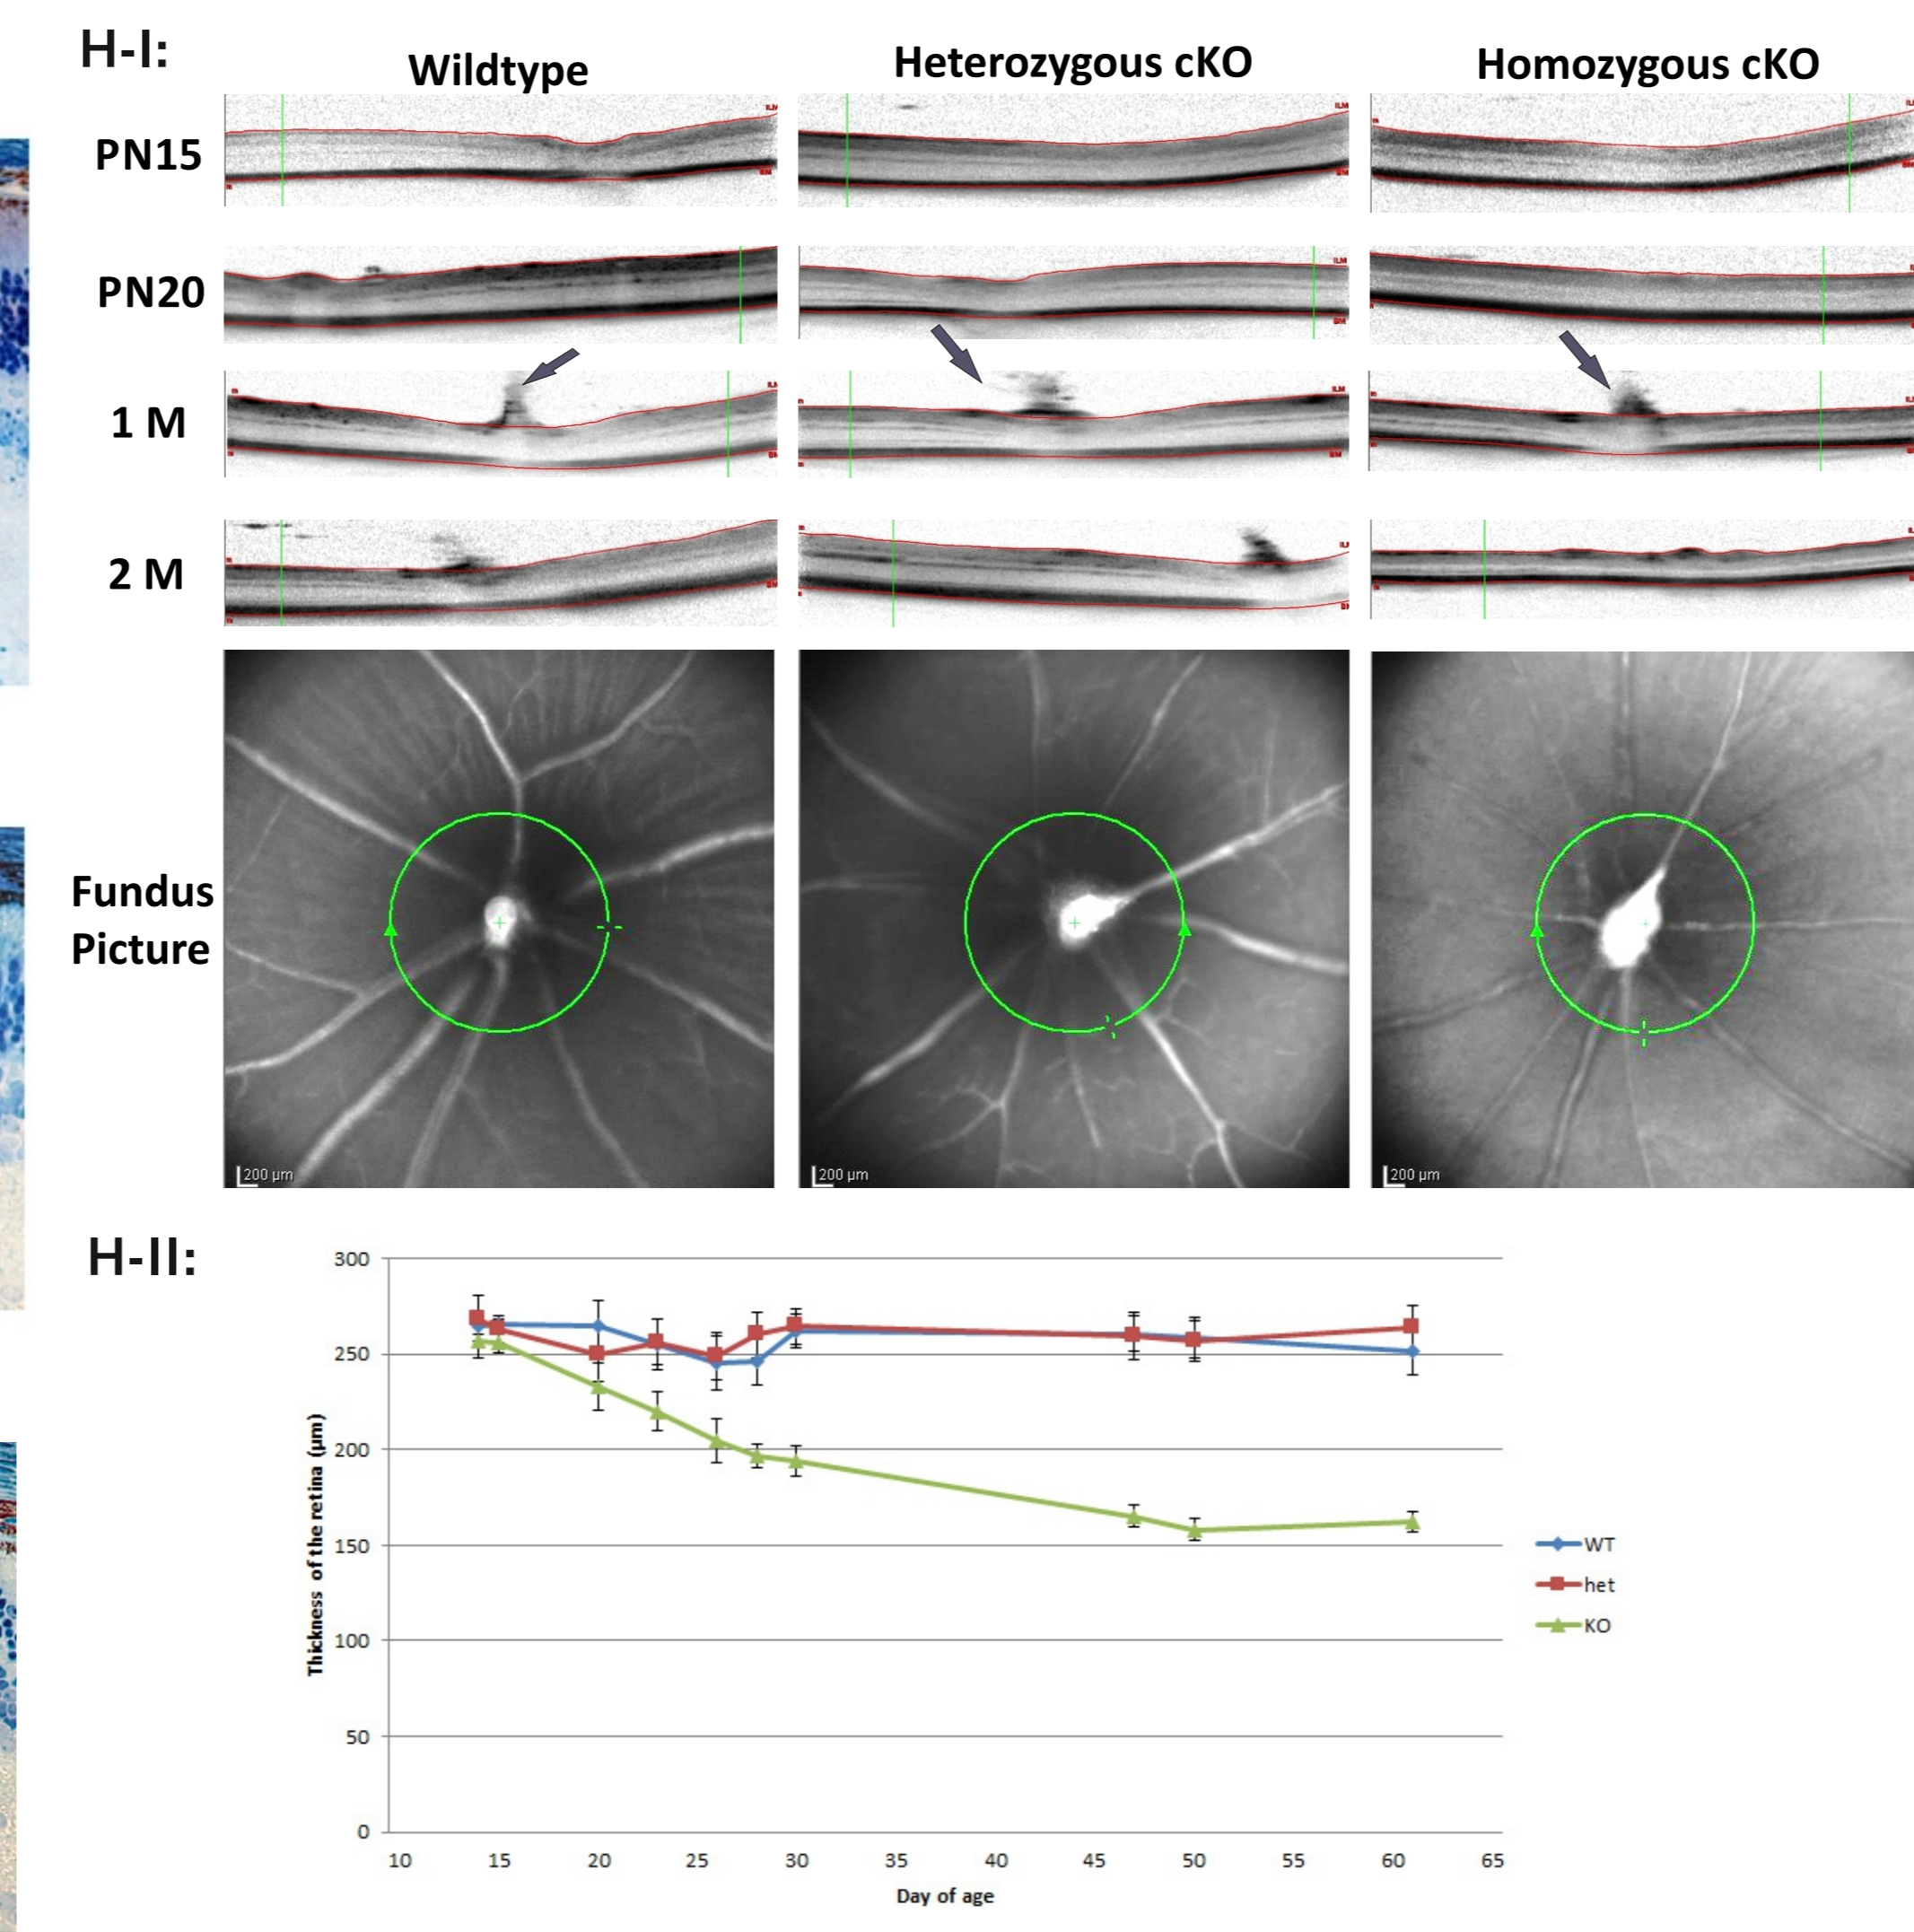 H-I:
Wildtype
Heterozygous cKO
Homozygous cKO
PN15
PN20
1 M
2 M
Fundus
Picture
200 µm
200 µm
200 µm
H-II:
300
250
200
150
100
50
0
Thickness of the retina (µm)
10 15 20 25 30 35 40 45 50 55 60 65
Day of age
WT
het
KO